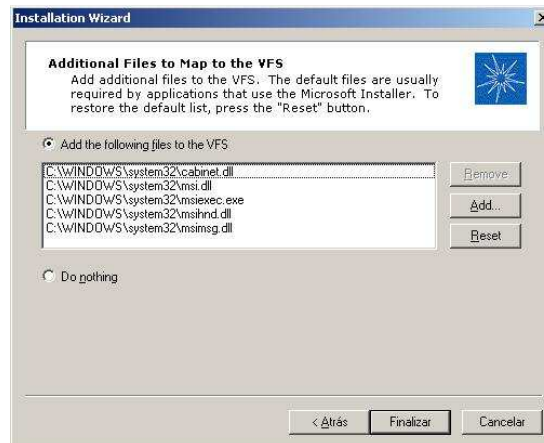 Installation Wizard
Additional Files to Map to the VFS
Add additional files to the VFS. The default files are usually
required by applications that use the Microsoft Installer. To
restore the default list, press the "Reset" button.
Add the following files to the VFS
C:\WINDOWS\system32\cabinet.dll
C:\WINDOWS\system32\msi.dll
C:\WINDOWS\system32\msiexec.exe
C:\WINDOWS\system32\msihnd.dll
C:\WINDOWS\system32\msimsg.dll
Remove
Add...
Reset
Do nothing
< Atrás
Finalizar
Cancelar